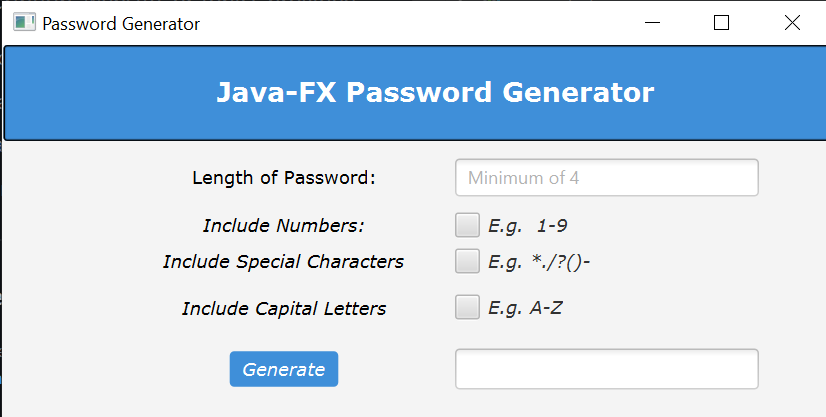 Password Generator
Java-FX Password Generator
Length of Password: Minimum of 4
Include Numbers: E.g.  1-9
Include Special Characters E.g. *./?()-
Include Capital Letters E.g. A-Z
Generate